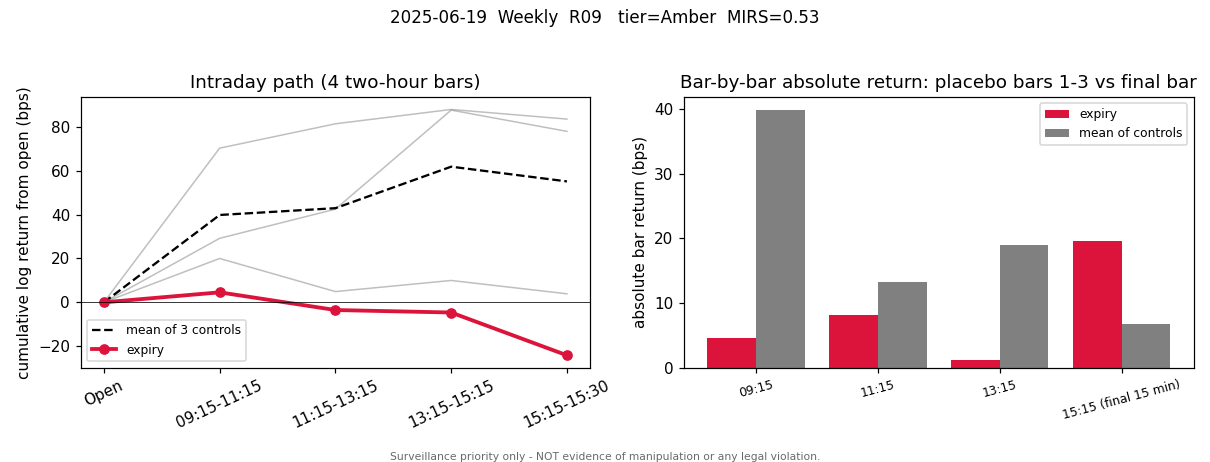 2025-06-19  Weekly  R09   tier=Amber  MIRS=0.53
Intraday path (4 two-hour bars)
cumulative log return from open (bps)
80
60
40
20
0
−20
mean of 3 controls
expiry
Open
09:15-11:15
11:15-13:15
13:15-15:15
15:15-15:30
Bar-by-bar absolute return: placebo bars 1-3 vs final bar
absolute bar return (bps)
40
30
20
10
0
expiry
mean of controls
09:15
11:15
13:15
15:15 (final 15 min)
Surveillance priority only - NOT evidence of manipulation or any legal violation.